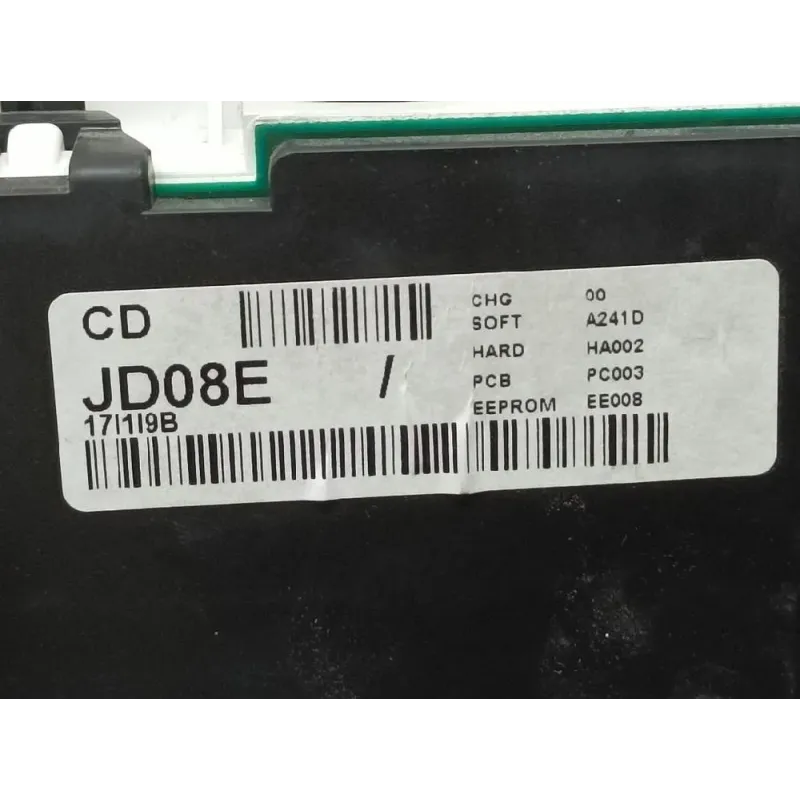 CD
JD08E /
17I1I9B
CHG 00
SOFT A241D
HARD HA002
PCB PC003
EEPROM EE008